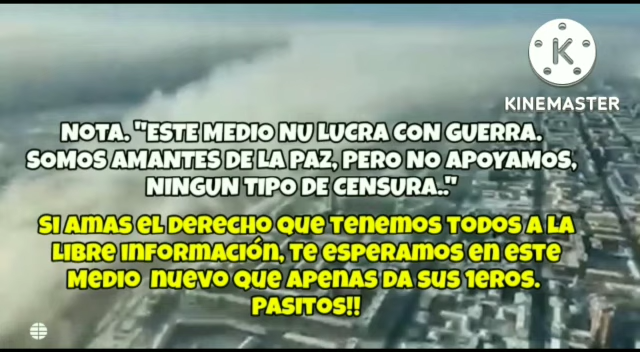 KINEMASTER
NOTA. "ESTE MEDIO NU LUCRA CON GUERRA.
SOMOS AMANTES DE LA PAZ, PERO NO APOYAMOS,
NINGUN TIPO DE CENSURA.."
SI AMAS EL DERECHO QUE TENEMOS TODOS A LA
LIBRE INFORMACIÓN, TE ESPERAMOS EN ESTE
MEDIO NUEVO QUE APENAS DA SUS 1EROS.
PASITOS!!